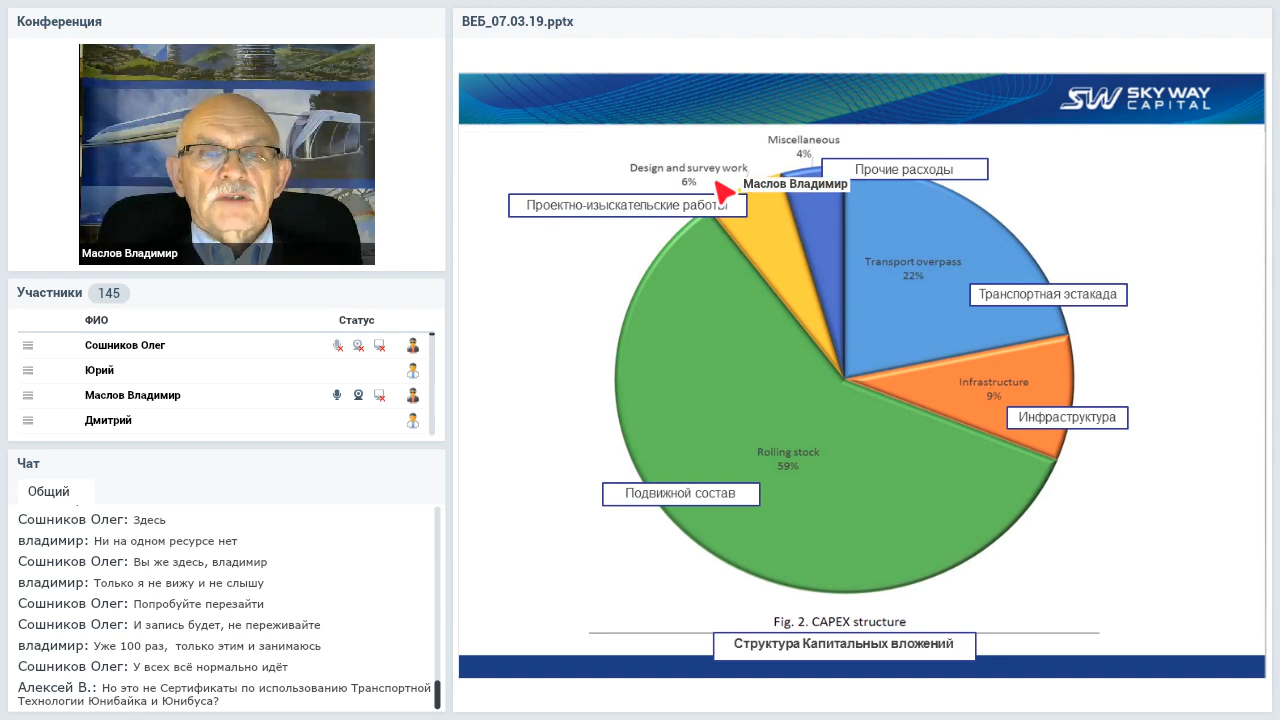 Конференция
Маслов Владимир
Участники 145
ФИО Статус
Сошников Олег
Юрий
Маслов Владимир
Дмитрий
Чат
Общий
Сошников Олег: Здесь
владимир: Ни на одном ресурсе нет
Сошников Олег: Вы же здесь, владимир
владимир: Только я не вижу и не слышу
Сошников Олег: Попробуйте перезайти
Сошников Олег: И запись будет, не переживайте
владимир: Уже 100 раз, только этим и занимаюсь
Сошников Олег: У всех всё нормально идёт
Алексей В.: Но это не Сертификаты по использованию Транспортной
Технологии Юнибайка и Юнибуса?
ВЕБ_07.03.19.pptx
SW SKY WAY
CAPITAL
Miscellaneous
4%
Прочие расходы
Design and survey work
6%
Маслов Владимир
Проектно-изыскательские работы
Transport overpass
22%
Транспортная эстакада
Infrastructure
9%
Инфраструктура
Rolling stock
59%
Подвижной состав
Fig. 2. CAPEX structure
Структура Капитальных вложений